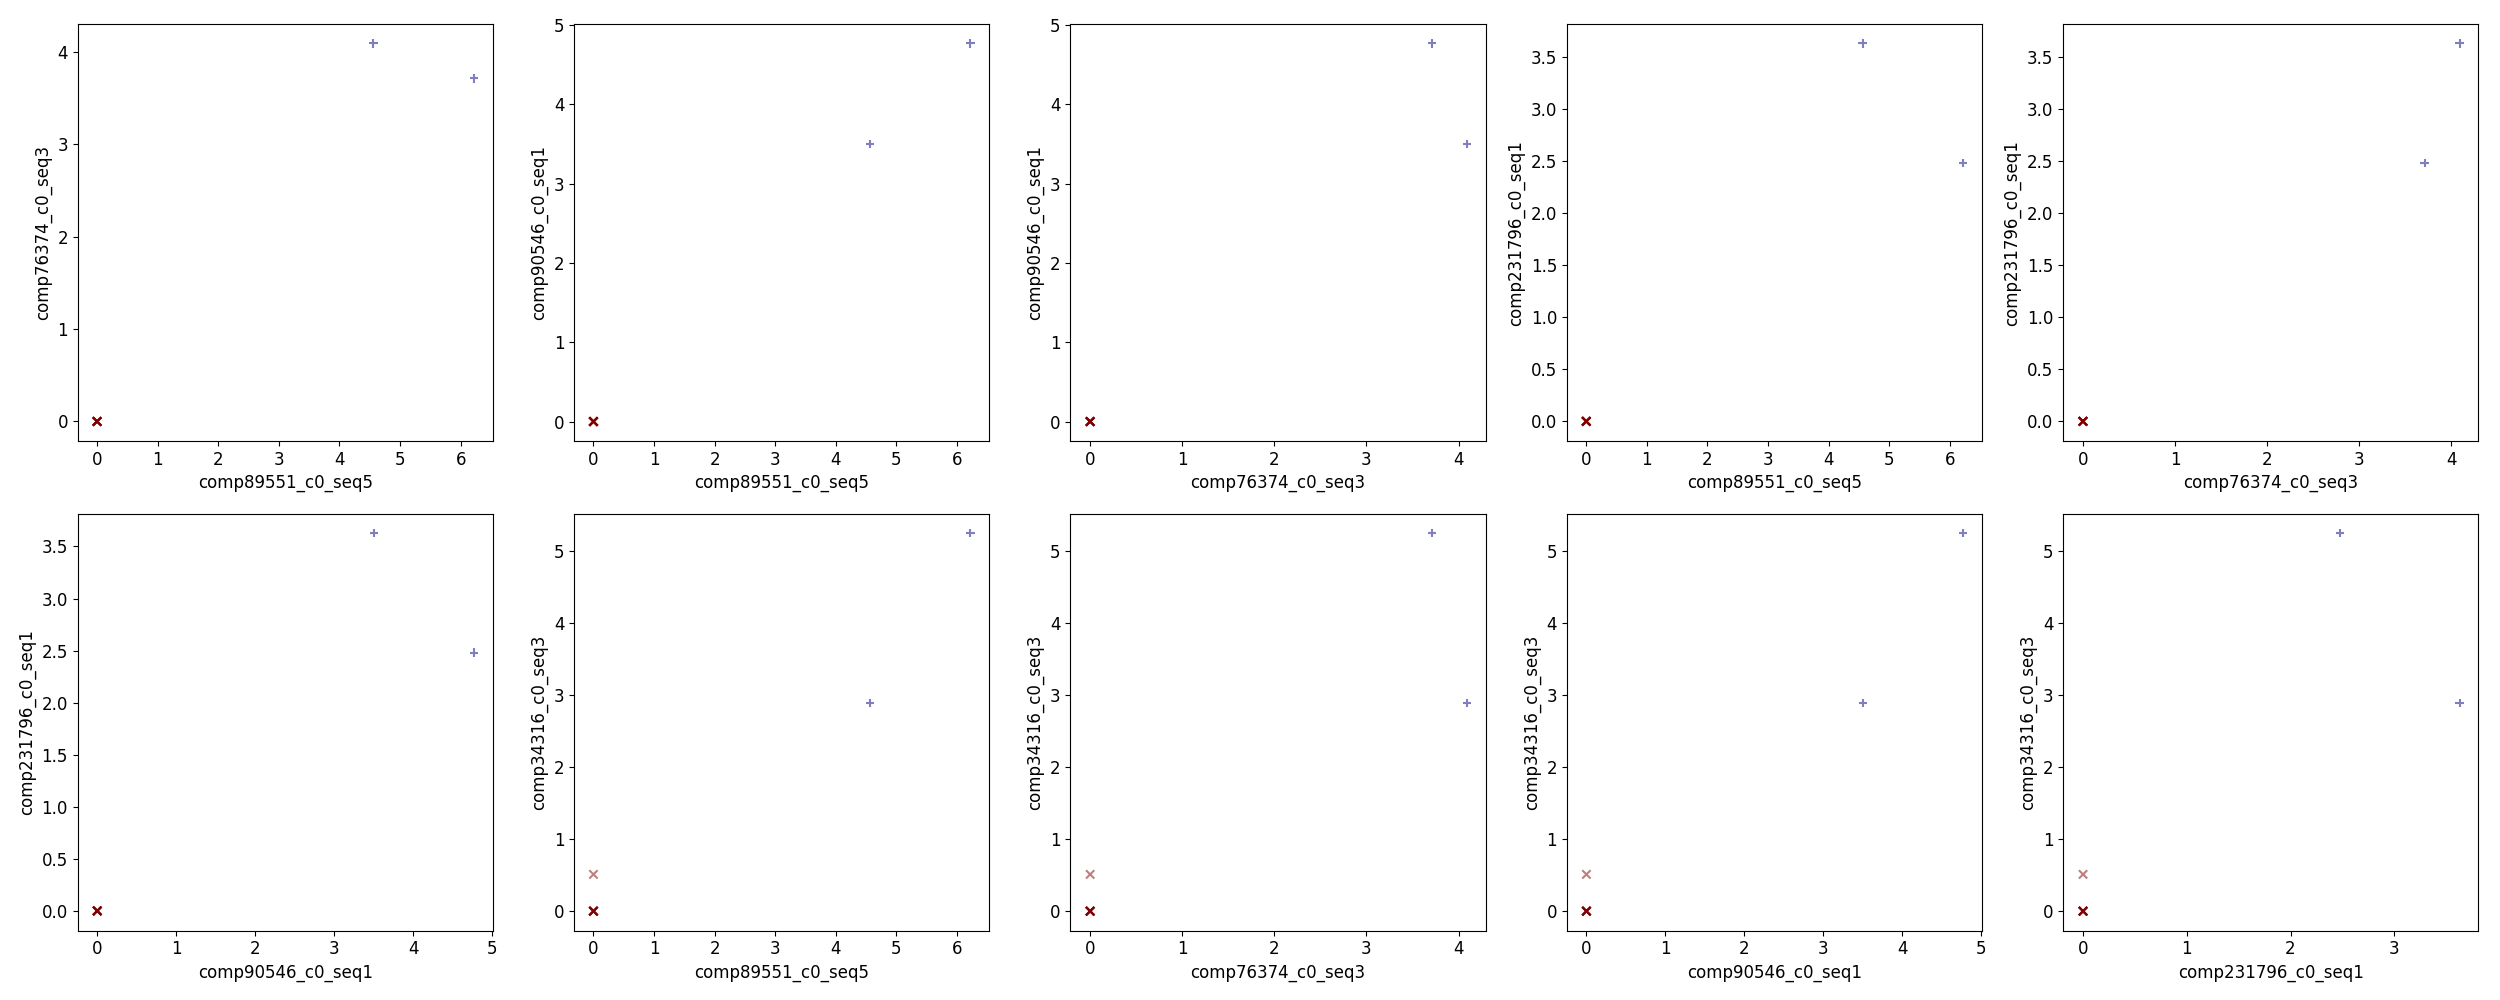 comp76374_c0_seq3
4
3
2
1
0
0 1 2 3 4 5 6
comp89551_c0_seq5
comp90546_c0_seq1
5
4
3
2
1
0
0 1 2 3 4 5 6
comp89551_c0_seq5
comp90546_c0_seq1
5
4
3
2
1
0
0 1 2 3 4
comp76374_c0_seq3
comp231796_c0_seq1
3.5
3.0
2.5
2.0
1.5
1.0
0.5
0.0
0 1 2 3 4 5 6
comp89551_c0_seq5
comp231796_c0_seq1
3.5
3.0
2.5
2.0
1.5
1.0
0.5
0.0
0 1 2 3 4
comp76374_c0_seq3
comp231796_c0_seq1
3.5
3.0
2.5
2.0
1.5
1.0
0.5
0.0
0 1 2 3 4 5
comp90546_c0_seq1
comp34316_c0_seq3
5
4
3
2
1
0
0 1 2 3 4 5 6
comp89551_c0_seq5
comp34316_c0_seq3
5
4
3
2
1
0
0 1 2 3 4
comp76374_c0_seq3
comp34316_c0_seq3
5
4
3
2
1
0
0 1 2 3 4 5
comp90546_c0_seq1
comp34316_c0_seq3
5
4
3
2
1
0
0 1 2 3
comp231796_c0_seq1